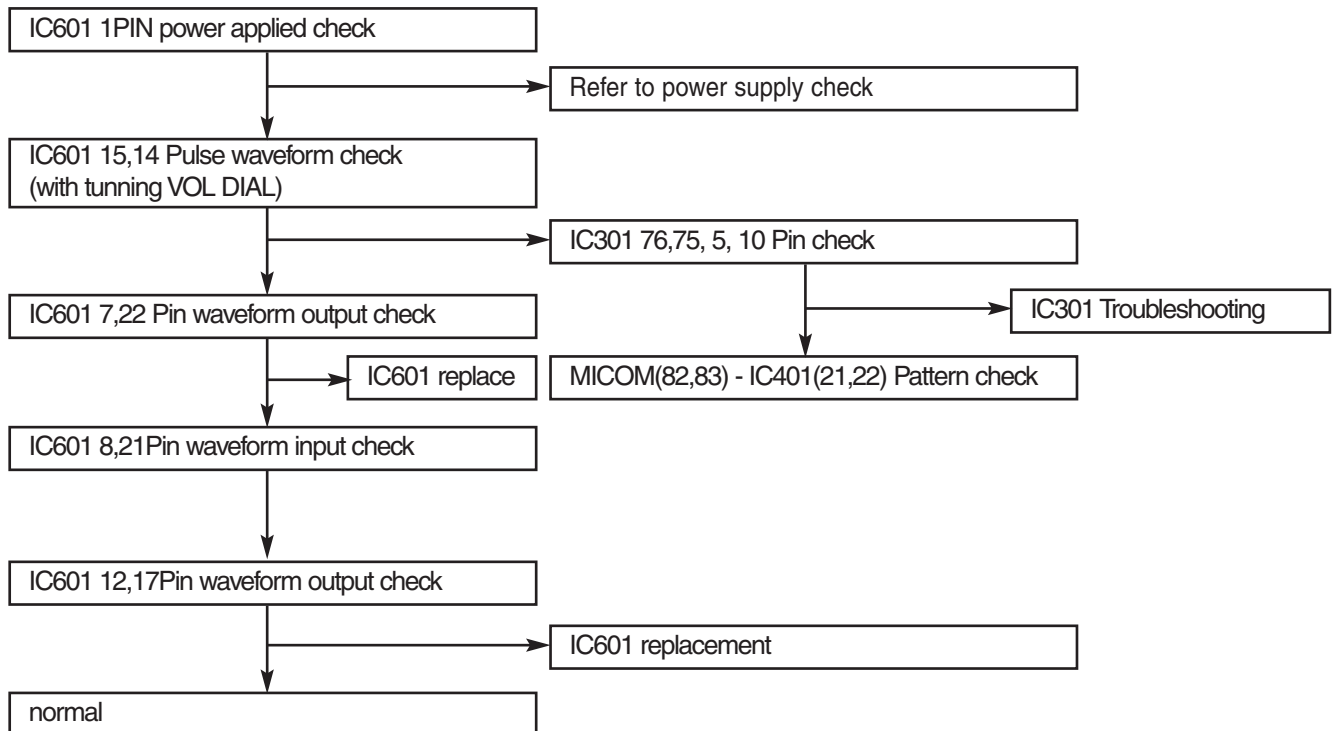 IC601 1PIN power applied check
Refer to power supply check
IC601 15,14 Pulse waveform check
(with tunning VOL DIAL)
IC301 76,75, 5, 10 Pin check
IC601 7,22 Pin waveform output check
IC301 Troubleshooting
IC601 replace
MICOM(82,83) - IC401(21,22) Pattern check
IC601 8,21Pin waveform input check
IC601 12,17Pin waveform output check
IC601 replacement
normal